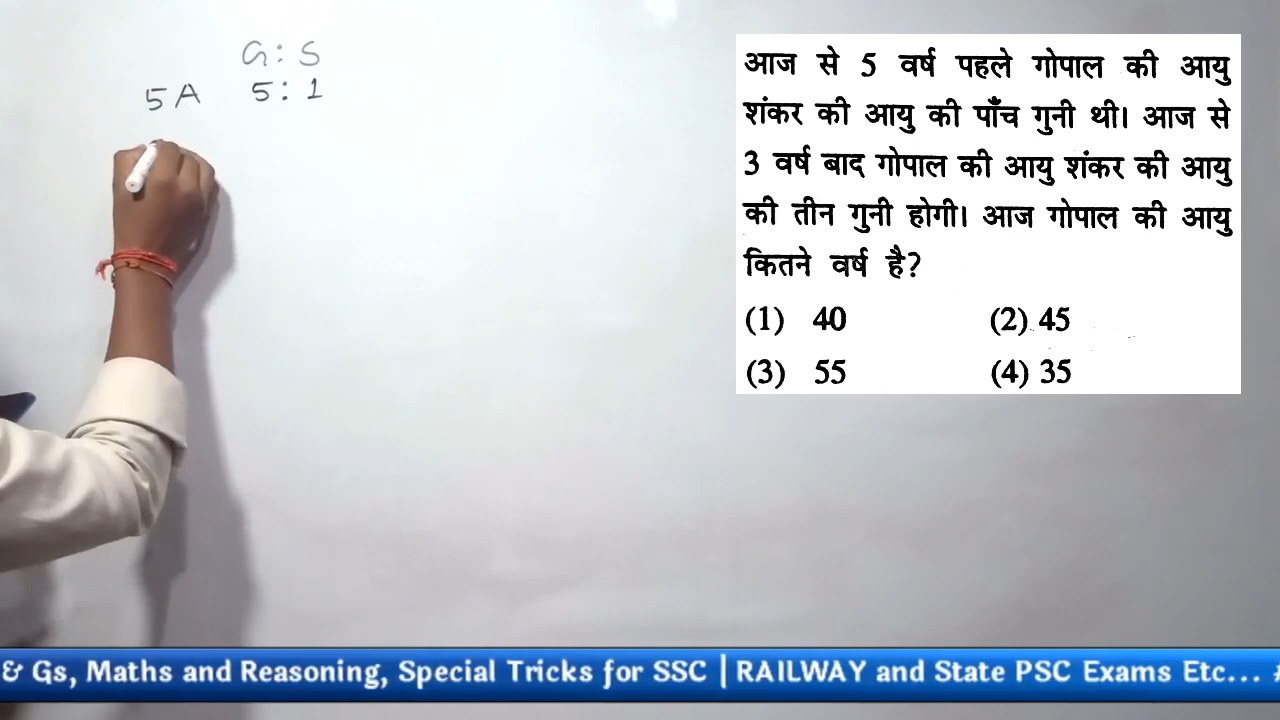 G : S
5 A 5 : 1
आज से 5 वर्ष पहले गोपाल की आयु
शंकर की आयु की पाँच गुनी थी। आज से
3 वर्ष बाद गोपाल की आयु शंकर की आयु
की तीन गुनी होगी। आज गोपाल की आयु
कितने वर्ष है?
(1) 40 (2) 45
(3) 55 (4) 35
& Gs, Maths and Reasoning, Special Tricks for SSC | RAILWAY and State PSC Exams Etc...